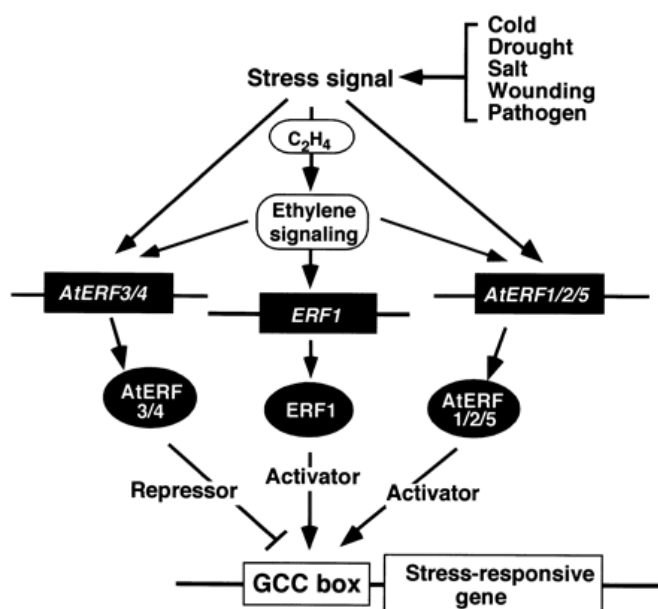 Cold
Drought
Salt
Wounding
Pathogen
Stress signal
C₂H₄
Ethylene
signaling
AtERF3/4
ERF1
AtERF1/2/5
AtERF
3/4
ERF1
AtERF
1/2/5
Repressor
Activator
Activator
GCC box
Stress-responsive
gene